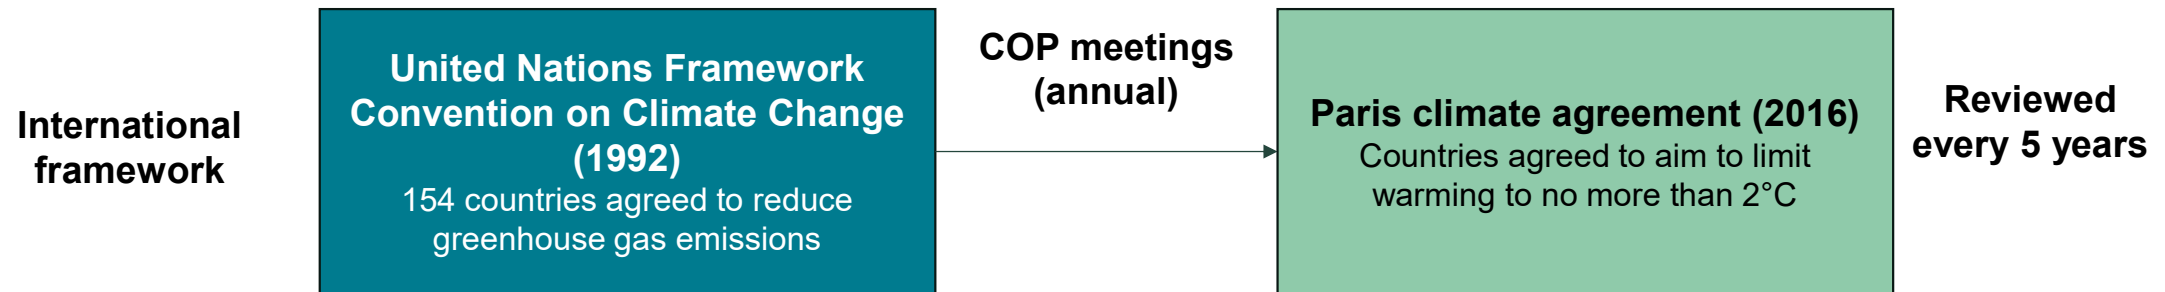 International
framework
United Nations Framework
Convention on Climate Change
(1992)
154 countries agreed to reduce
greenhouse gas emissions
COP meetings
(annual)
Paris climate agreement (2016)
Countries agreed to aim to limit
warming to no more than 2°C
Reviewed
every 5 years